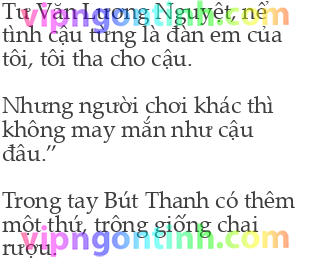 Tư Văn Lương Nguyệt, nể
tình cậu từng là đàn em của
tôi, tôi tha cho cậu.
Nhưng người chơi khác thì
không may mắn như cậu
đâu.”
Trong tay Bút Thanh có thêm
một thứ, trông giống chai
rượu.
vipngontinh.com
vipngontinh.com